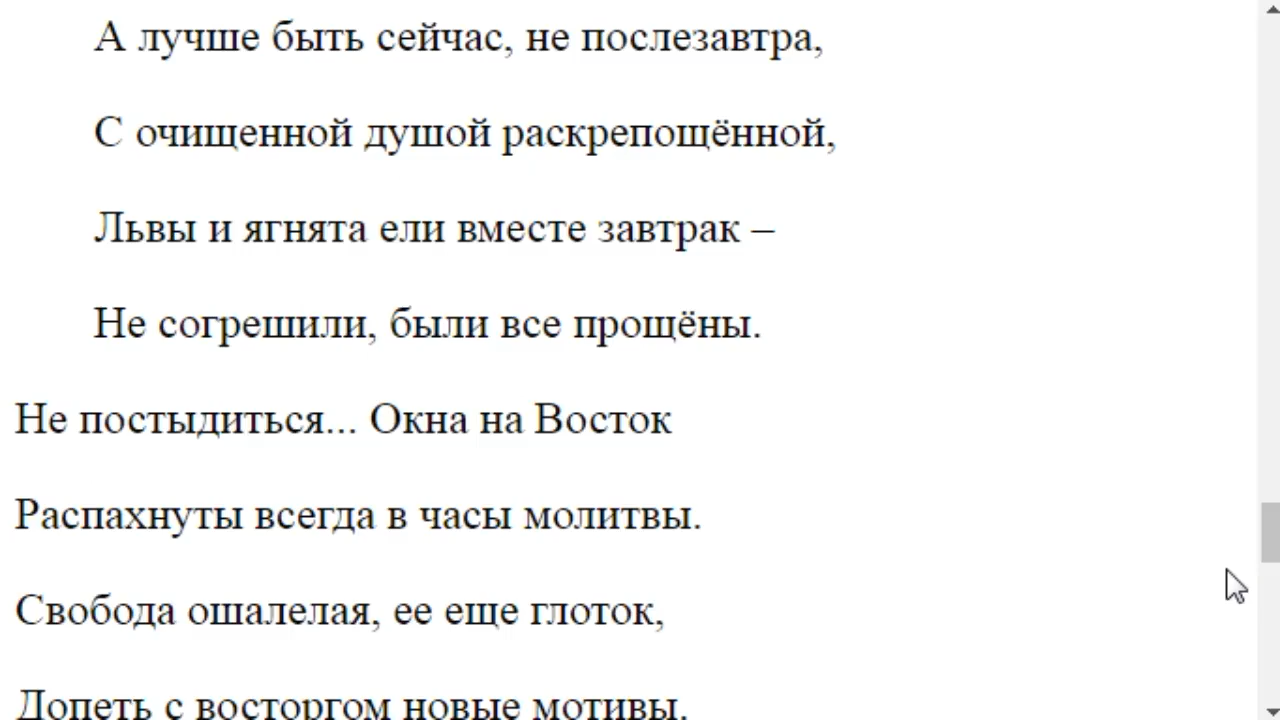 А лучше быть сейчас, не послезавтра,
С очищенной душой раскрепощённой,
Львы и ягнята ели вместе завтрак –
Не согрешили, были все прощёны.
Не постыдиться... Окна на Восток
Распахнуты всегда в часы молитвы.
Свобода ошалелая, ее еще глоток,
Допеть с восторгом новые мотивы.